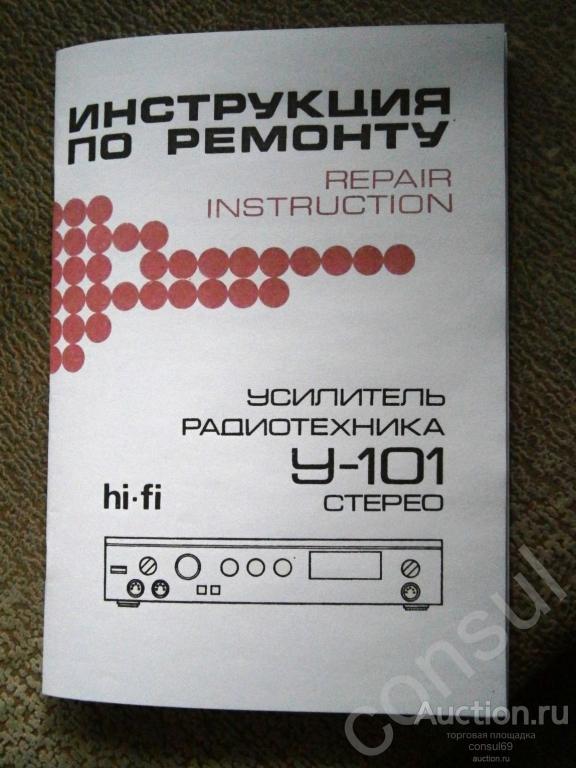 ИНСТРУКЦИЯ
ПО РЕМОНТУ
REPAIR
INSTRUCTION
УСИЛИТЕЛЬ
РАДИОТЕХНИКА
У-101
hi·fi
СТЕРЕО
consul
Auction.ru
торговая площадка
consul69
auction.ru